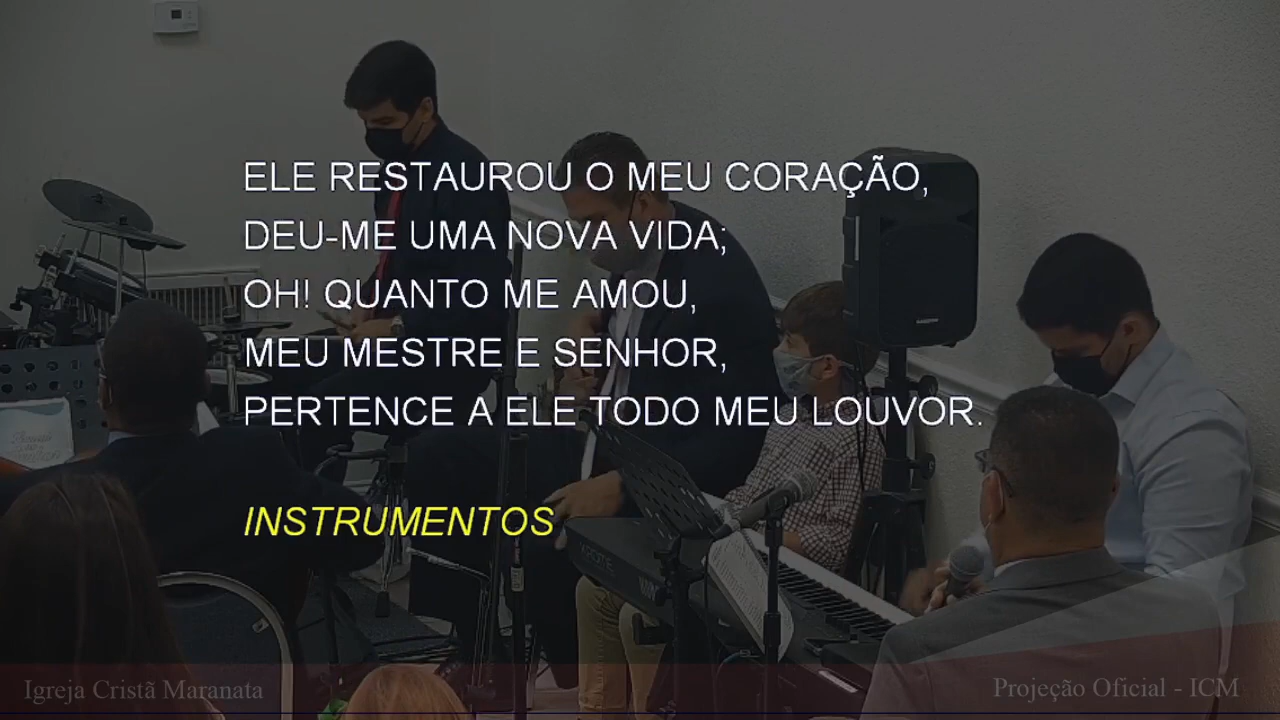 ELE RESTAUROU O MEU CORAÇÃO,
DEU-ME UMA NOVA VIDA;
OH! QUANTO ME AMOU,
MEU MESTRE E SENHOR,
PERTENCE A ELE TODO MEU LOUVOR.
INSTRUMENTOS
Igreja Cristã Maranata
Projeção Oficial - ICM